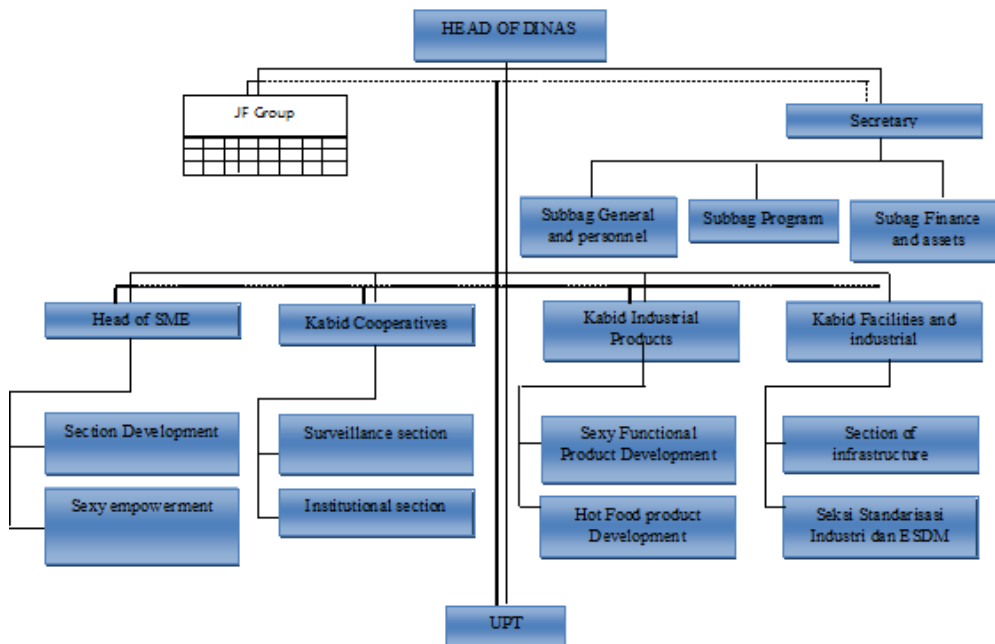 HEAD OF DINAS
JF Group
Secretary
Subbag General
and personnel
Subbag Program
Subag Finance
and assets
Head of SME
Kabid Cooperatives
Kabid Industrial
Products
Kabid Facilities and
industrial
Section Development
Surveillance section
Sexy Functional
Product Development
Section of
infrastructure
Sexy empowerment
Institutional section
Hot Food product
Development
Seksi Standarisasi
Industri dan ESDM
UPT